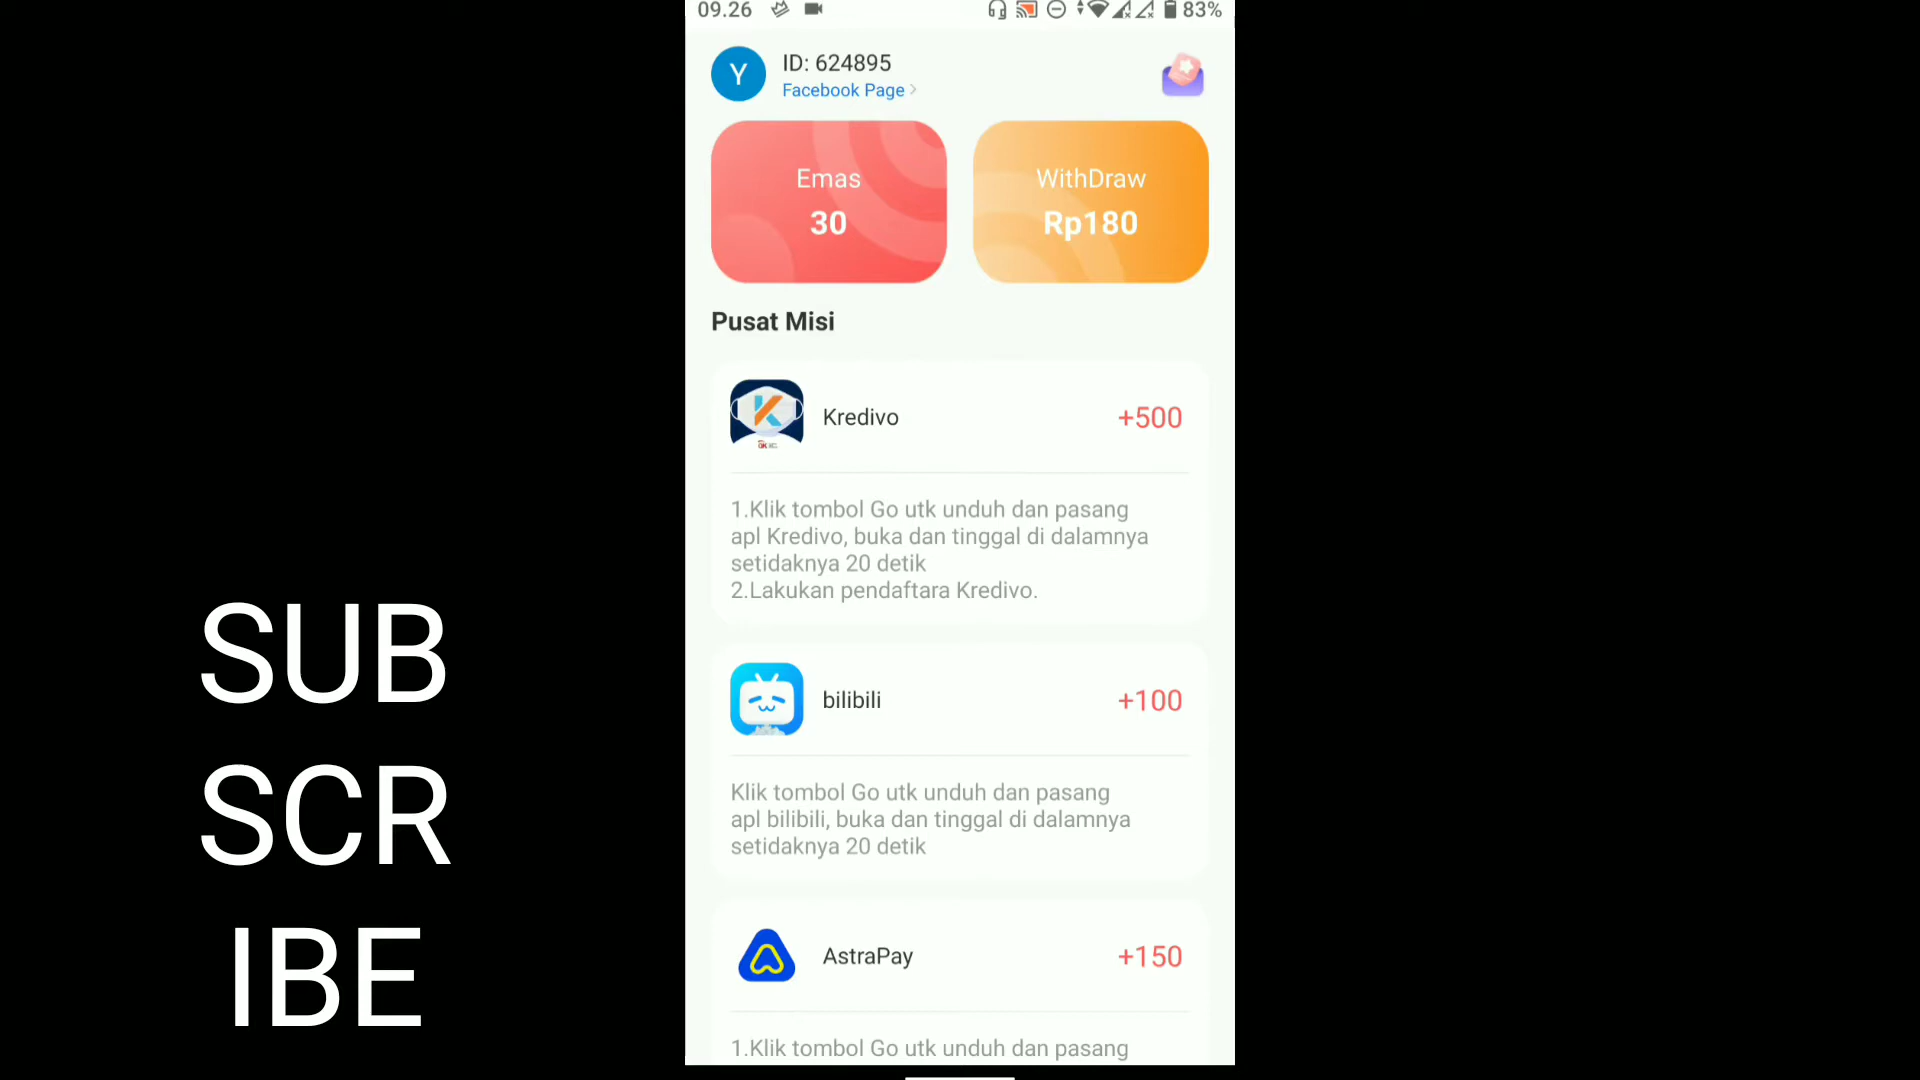 09.26
83%
Y
ID: 624895
Facebook Page
Emas
30
WithDraw
Rp180
Pusat Misi
Kredivo
+500
1.Klik tombol Go utk unduh dan pasang
apl Kredivo, buka dan tinggal di dalamnya
setidaknya 20 detik
2.Lakukan pendaftara Kredivo.
bilibili
+100
Klik tombol Go utk unduh dan pasang
apl bilibili, buka dan tinggal di dalamnya
setidaknya 20 detik
AstraPay
+150
1.Klik tombol Go utk unduh dan pasang
SUB
SCR
IBE